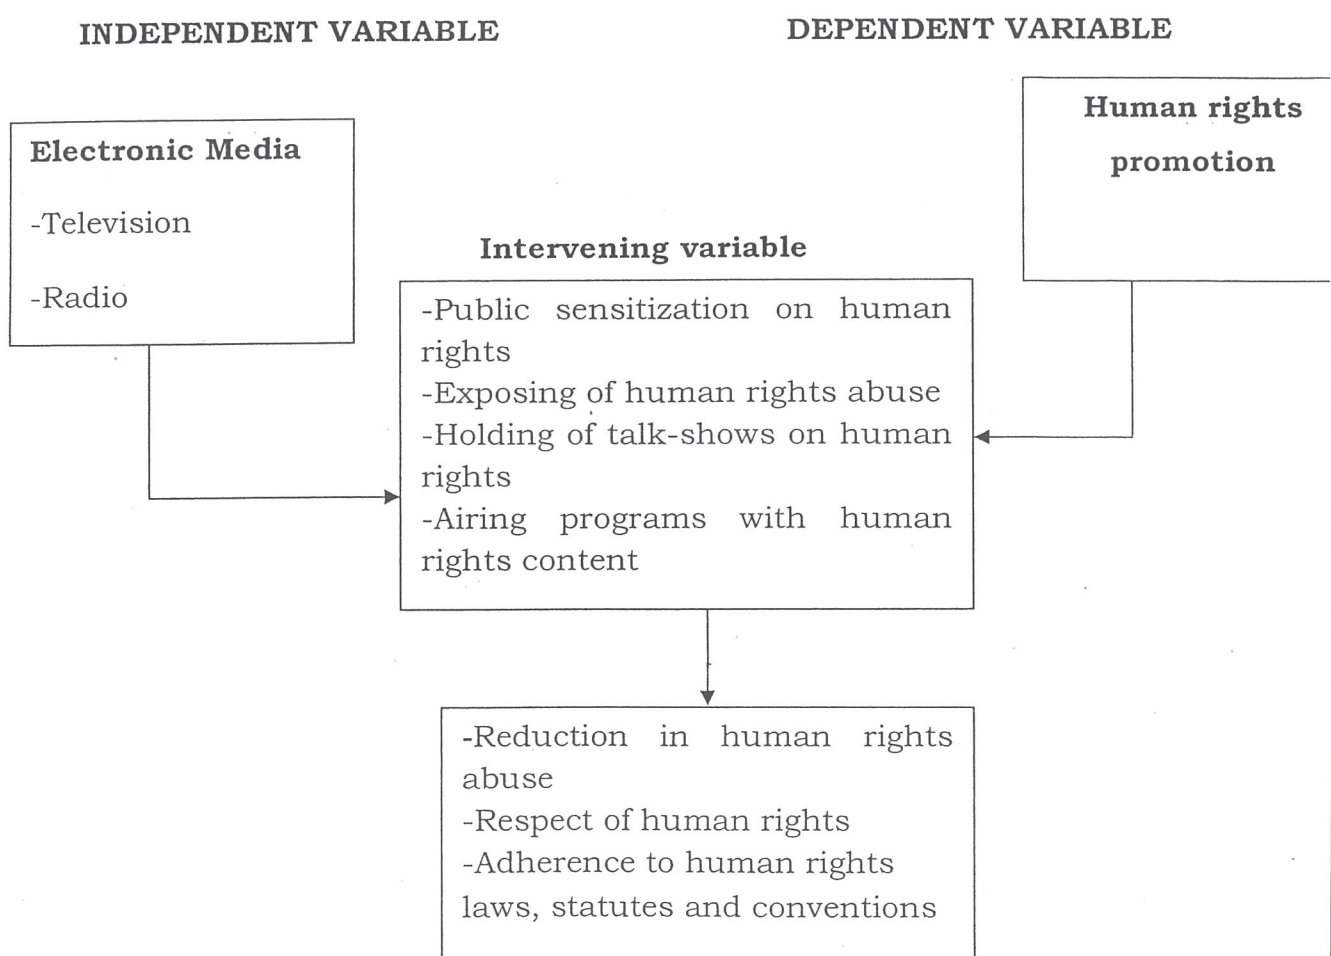 INDEPENDENT VARIABLE
DEPENDENT VARIABLE
Electronic Media
-Television
-Radio
Human rights
promotion
Intervening variable
-Public sensitization on human
rights
-Exposing of human rights abuse
-Holding of talk-shows on human
rights
-Airing programs with human
rights content
-Reduction in human rights
abuse
-Respect of human rights
-Adherence to human rights
laws, statutes and conventions